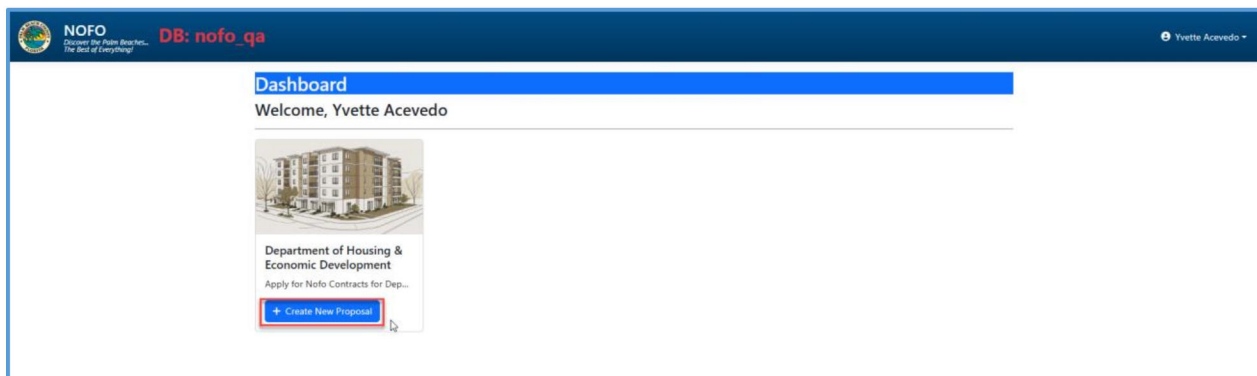 NOFO
Discover the Palm Beaches...
The Best of Everything!
DB: nofo_qa
Yvette Acevedo
Dashboard
Welcome, Yvette Acevedo
Department of Housing &
Economic Development
Apply for Nofo Contracts for Dep...
+ Create New Proposal